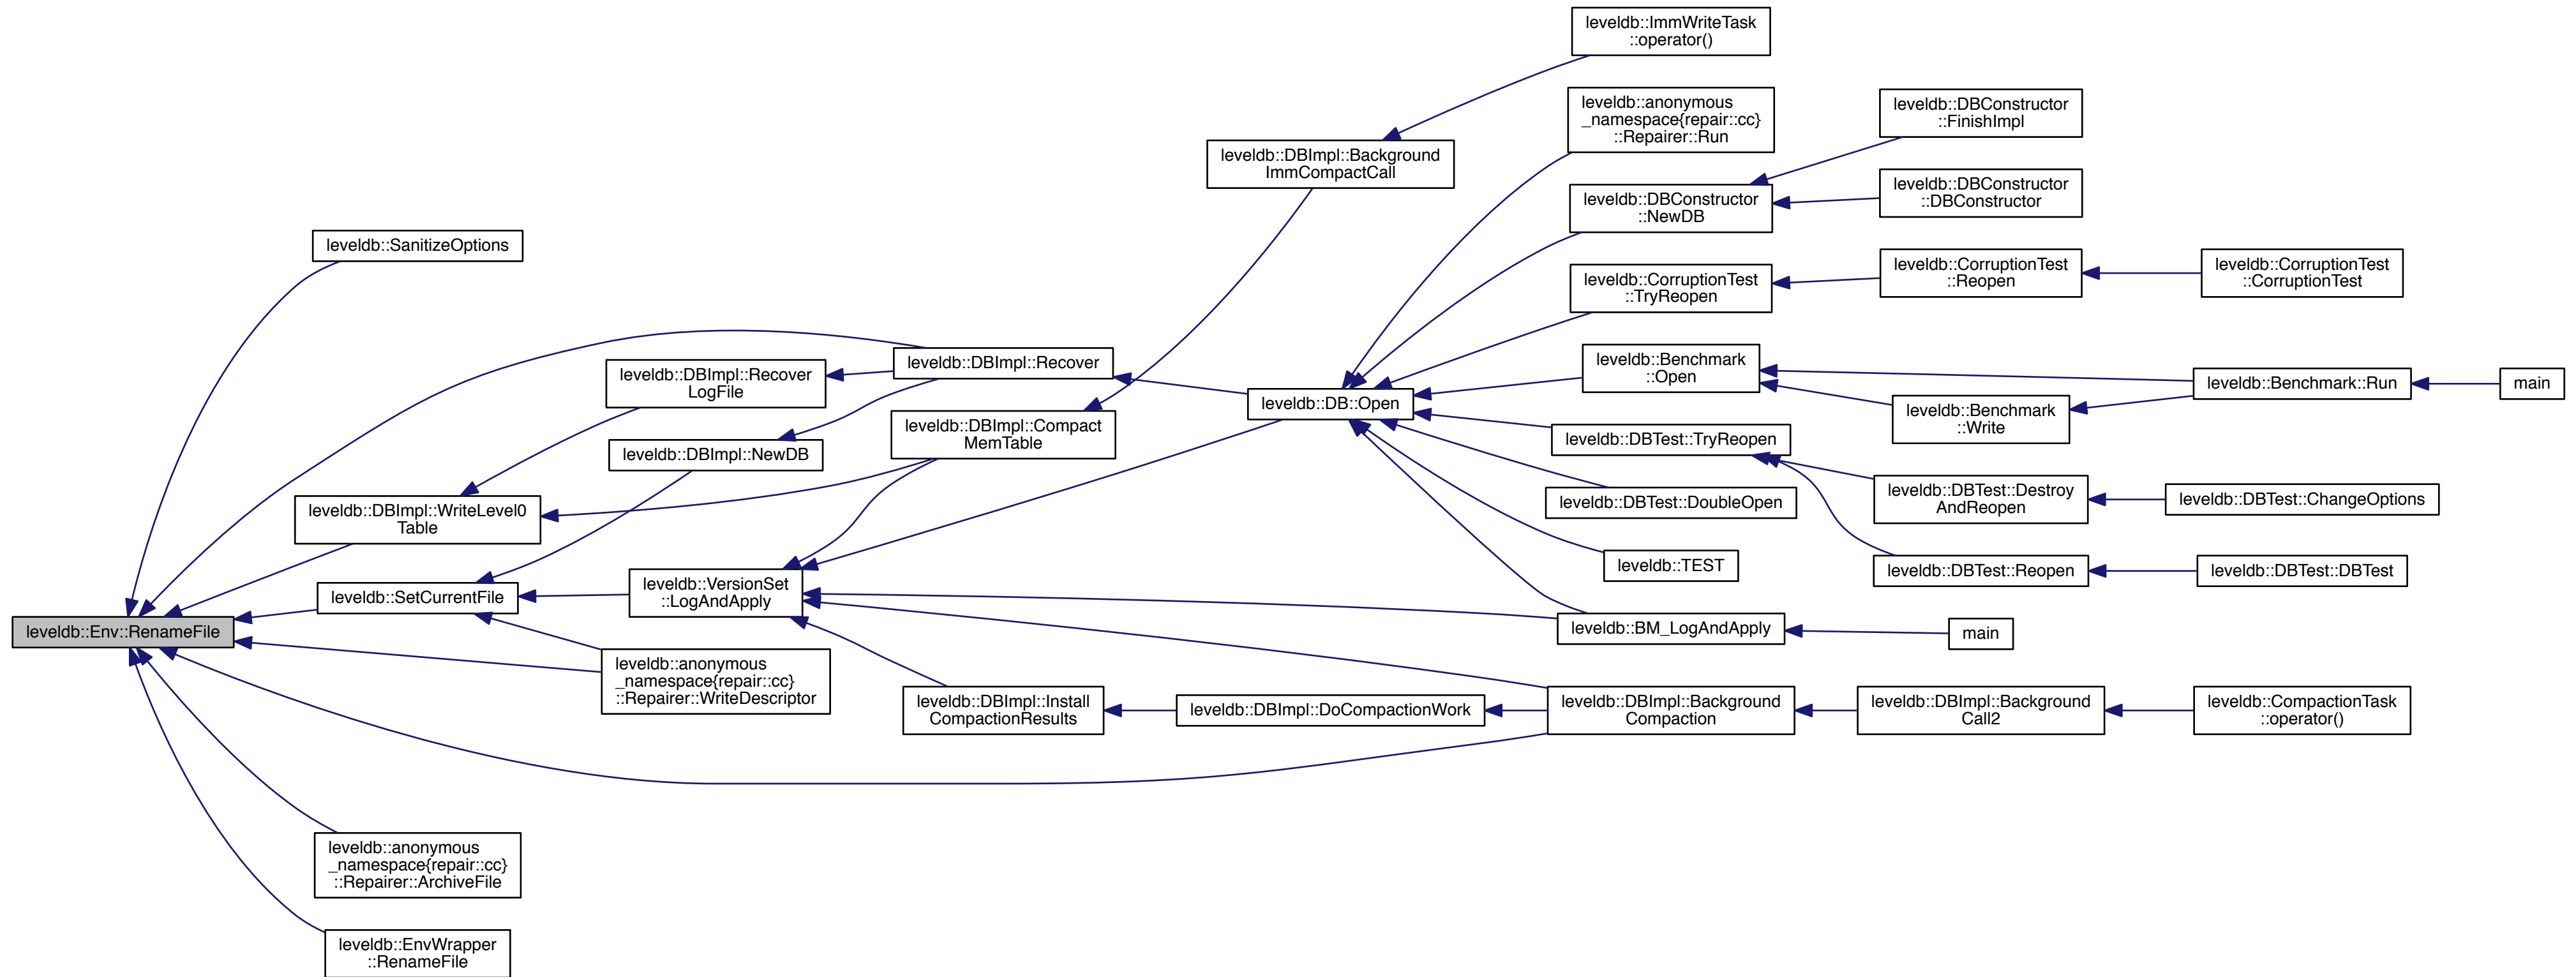 leveldb::ImmWriteTask
::operator()
leveldb::anonymous
_namespace{repair::cc}
::Repairer::Run
leveldb::DBConstructor
::FinishImpl
leveldb::DBImpl::Background
ImmCompactCall
leveldb::DBConstructor
::NewDB
leveldb::DBConstructor
::DBConstructor
leveldb::SanitizeOptions
leveldb::CorruptionTest
::TryReopen
leveldb::CorruptionTest
::Reopen
leveldb::CorruptionTest
::CorruptionTest
leveldb::DBImpl::Recover
leveldb::DBImpl::Recover
LogFile
leveldb::Benchmark
::Open
leveldb::Benchmark::Run
main
leveldb::DB::Open
leveldb::Benchmark
::Write
leveldb::DBImpl::Compact
MemTable
leveldb::DBImpl::NewDB
leveldb::DBTest::TryReopen
leveldb::DBImpl::WriteLevel0
Table
leveldb::DBTest::DoubleOpen
leveldb::DBTest::Destroy
AndReopen
leveldb::DBTest::ChangeOptions
leveldb::TEST
leveldb::DBTest::Reopen
leveldb::DBTest::DBTest
leveldb::SetCurrentFile
leveldb::VersionSet
::LogAndApply
leveldb::Env::RenameFile
leveldb::BM_LogAndApply
main
leveldb::anonymous
_namespace{repair::cc}
::Repairer::WriteDescriptor
leveldb::DBImpl::Install
CompactionResults
leveldb::DBImpl::DoCompactionWork
leveldb::DBImpl::Background
Compaction
leveldb::DBImpl::Background
Call2
leveldb::CompactionTask
::operator()
leveldb::anonymous
_namespace{repair::cc}
::Repairer::ArchiveFile
leveldb::EnvWrapper
::RenameFile